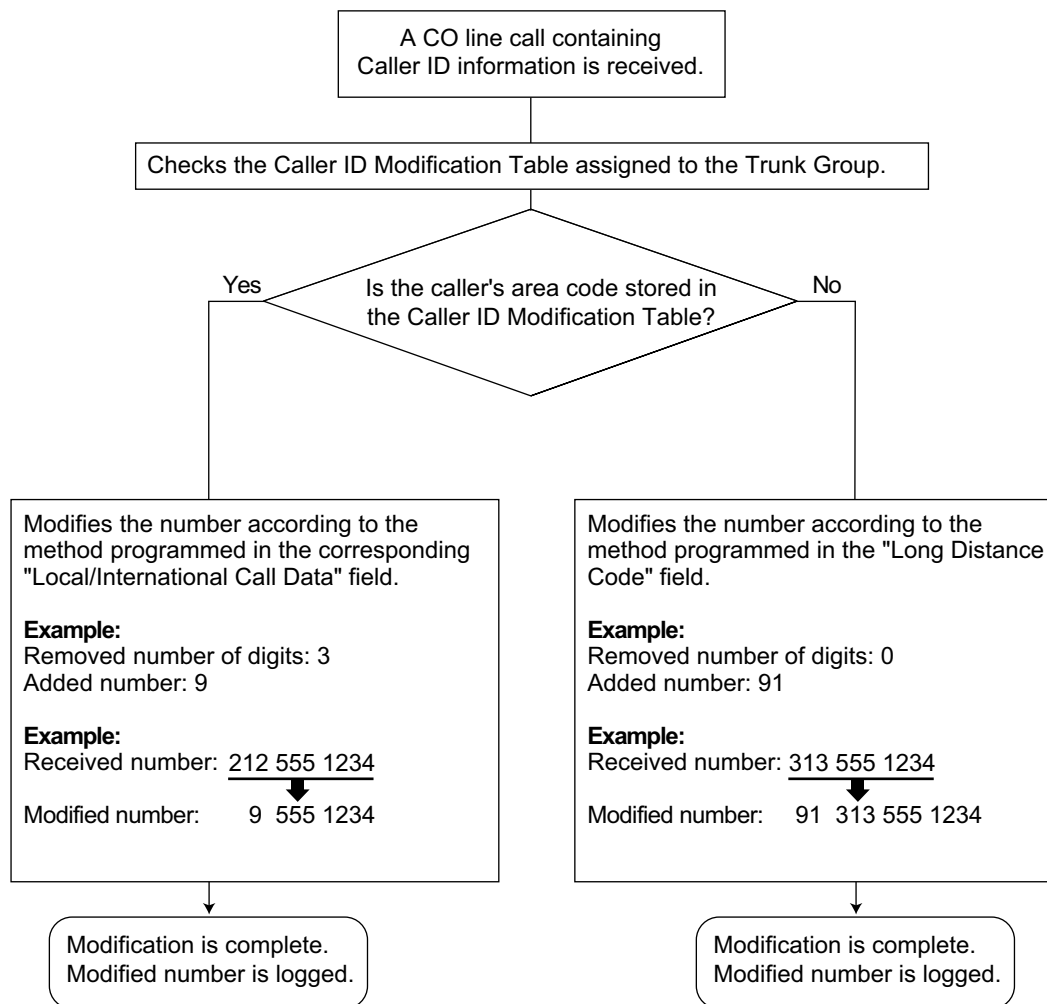 A CO line call containing
Caller ID information is received.
Checks the Caller ID Modification Table assigned to the Trunk Group.
Is the caller's area code stored in
the Caller ID Modification Table?
Yes
No
Modifies the number according to the
method programmed in the corresponding
"Local/International Call Data" field.
Example:
Removed number of digits: 3
Added number: 9
Example:
Received number: 212 555 1234
Modified number: 9 555 1234
Modification is complete.
Modified number is logged.
Modifies the number according to the
method programmed in the "Long Distance
Code" field.
Example:
Removed number of digits: 0
Added number: 91
Example:
Received number: 313 555 1234
Modified number: 91 313 555 1234
Modification is complete.
Modified number is logged.